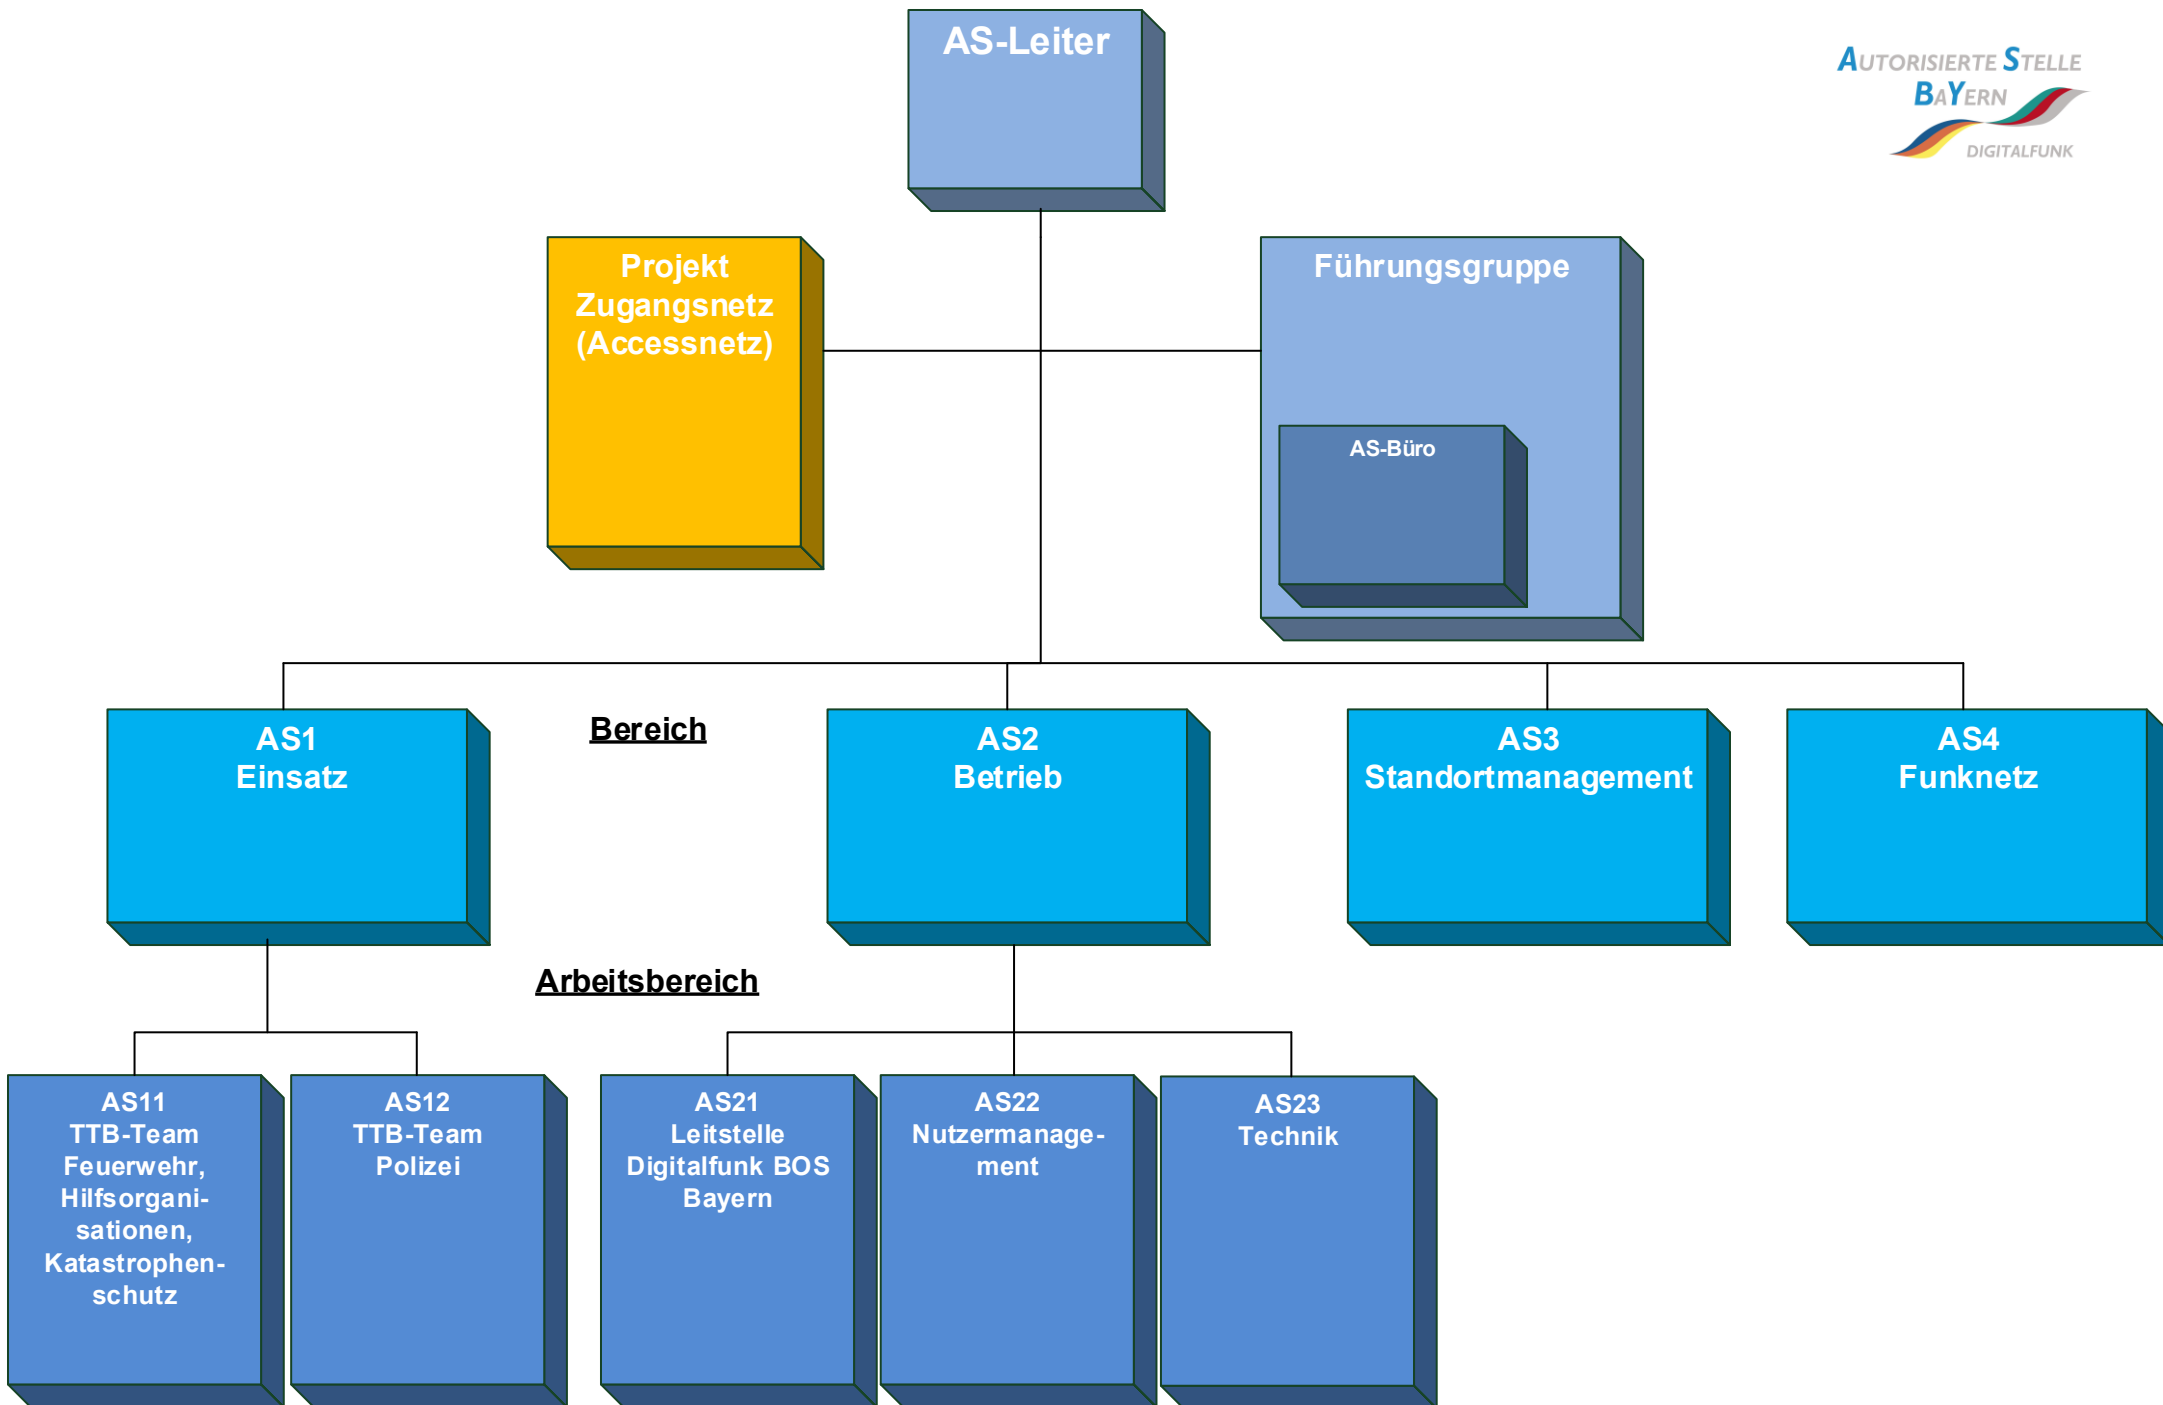 AS-Leiter
AUTORISIERTE STELLE
BAYERN
DIGITALFUNK
Projekt
Zugangsnetz
(Accessnetz)
Führungsgruppe
AS-Büro
AS1
Einsatz
Bereich
AS2
Betrieb
AS3
Standortmanagement
AS4
Funknetz
Arbeitsbereich
AS11
TTB-Team
Feuerwehr,
Hilfsorgani-
sationen,
Katastrophen-
schutz
AS12
TTB-Team
Polizei
AS21
Leitstelle
Digitalfunk BOS
Bayern
AS22
Nutzermanage-
ment
AS23
Technik